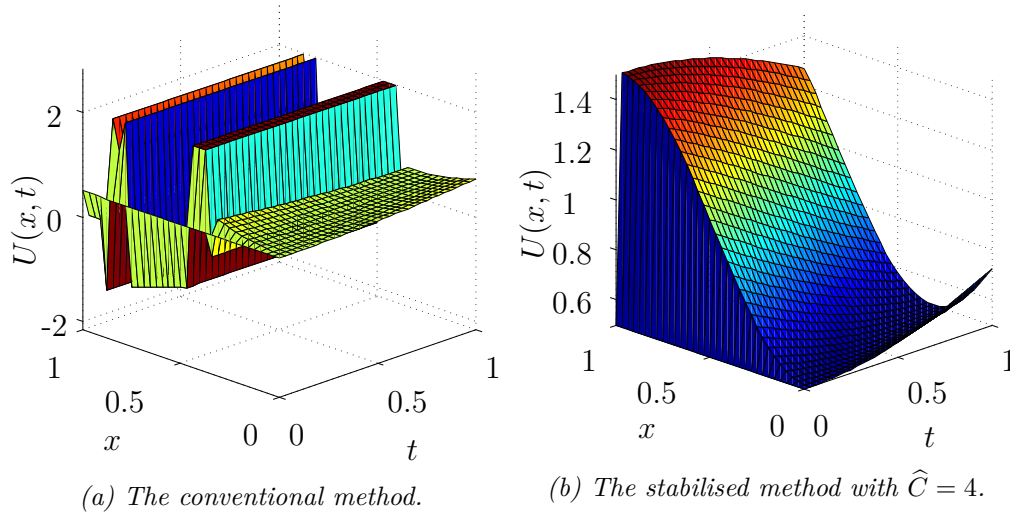 2
0
-2
U(x, t)
1
0.5
0
x
0
0.5
1
t
(a) The conventional method.
1.4
1.2
1
0.8
0.6
U(x, t)
1
0.5
0
x
0
0.5
1
t
(b) The stabilised method with Ĉ = 4.